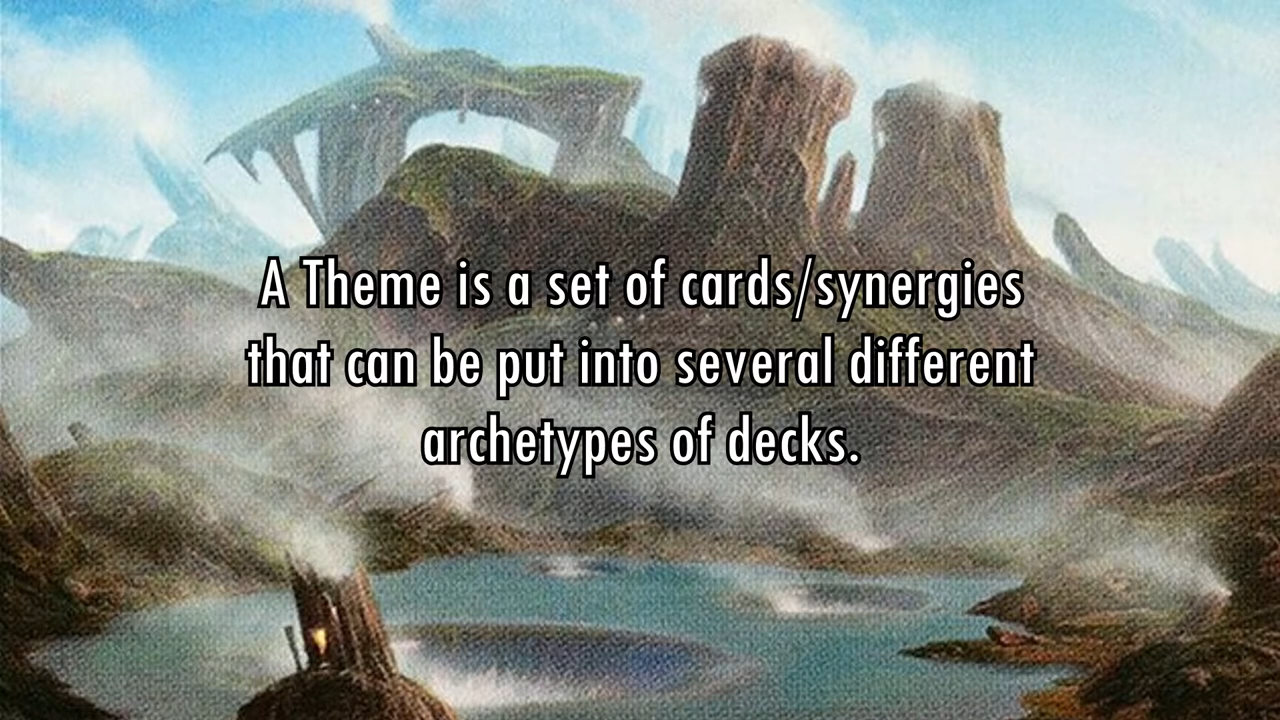 A Theme is a set of cards/synergies
that can be put into several different
archetypes of decks.